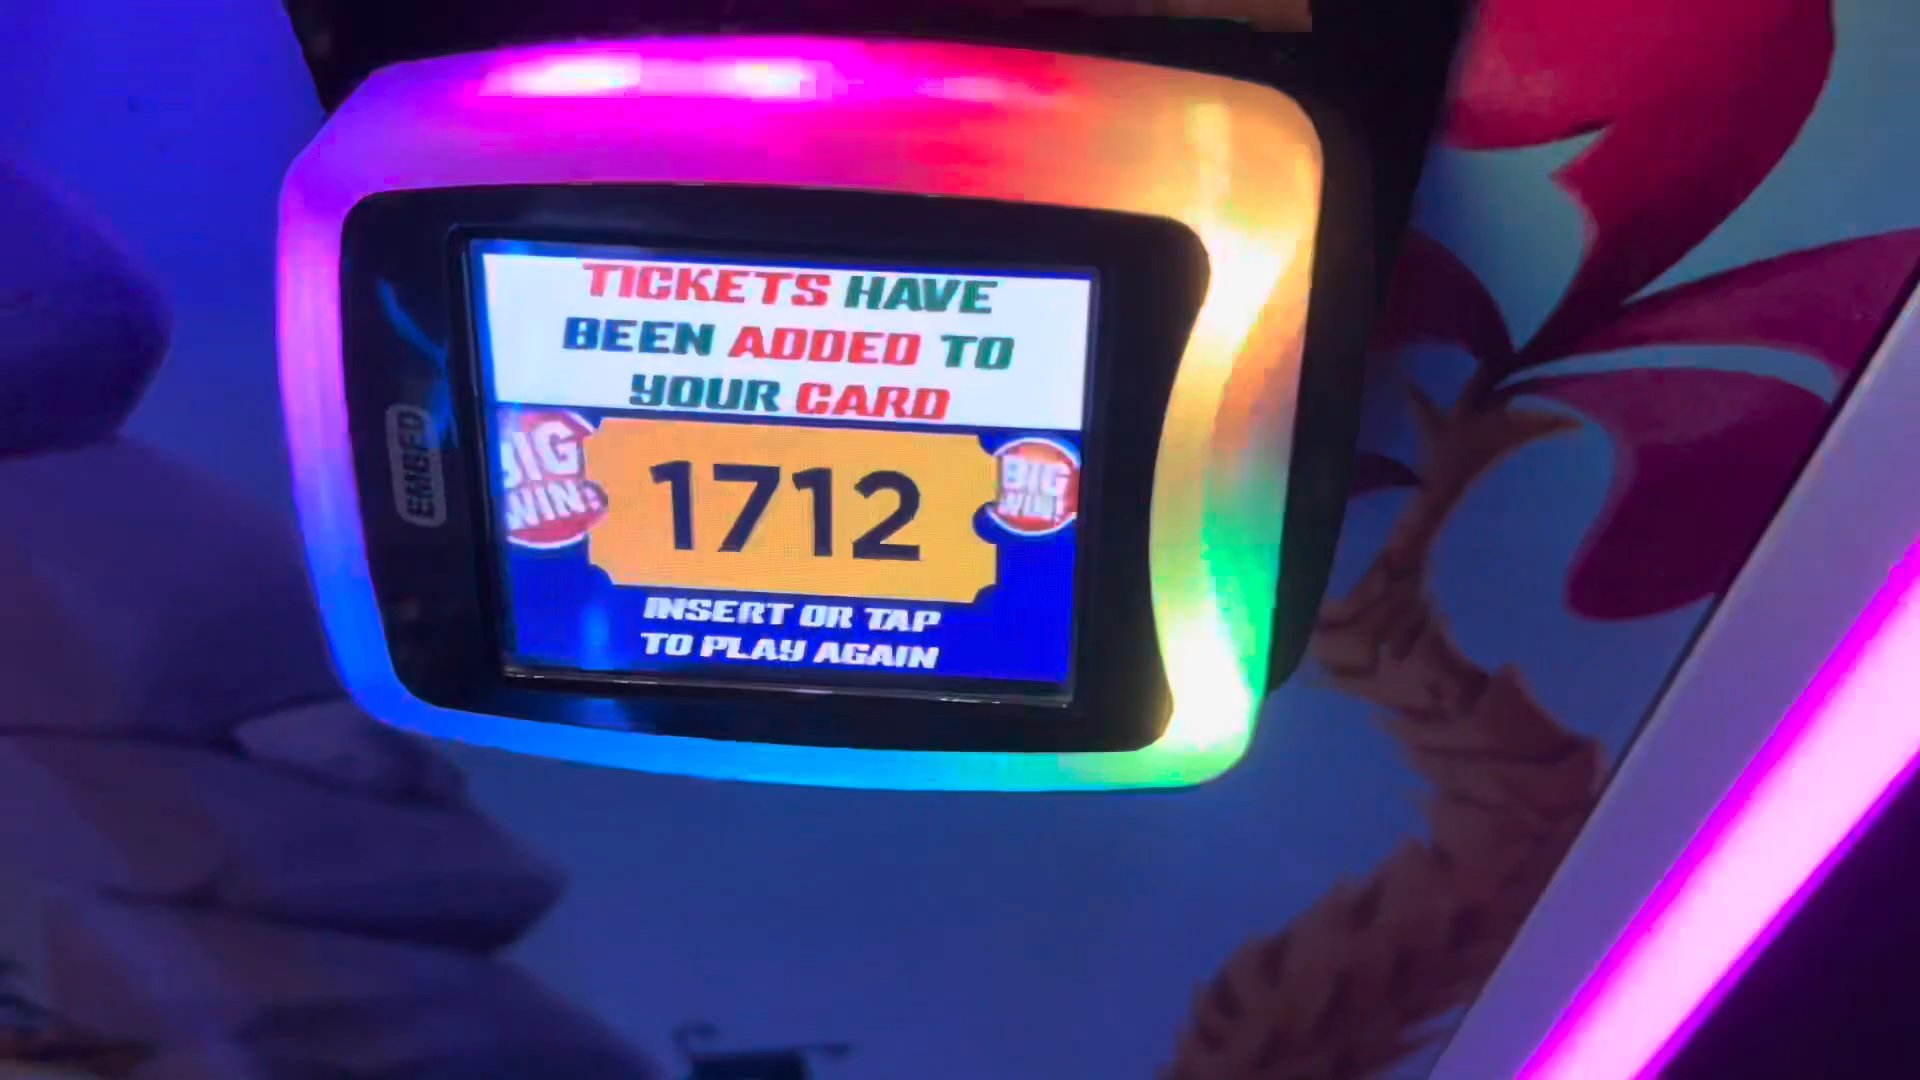 TICKETS HAVE
BEEN ADDED TO
YOUR CARD
BIG
WIN!
1712
BIG
WIN!
INSERT OR TAP
TO PLAY AGAIN
EMBED